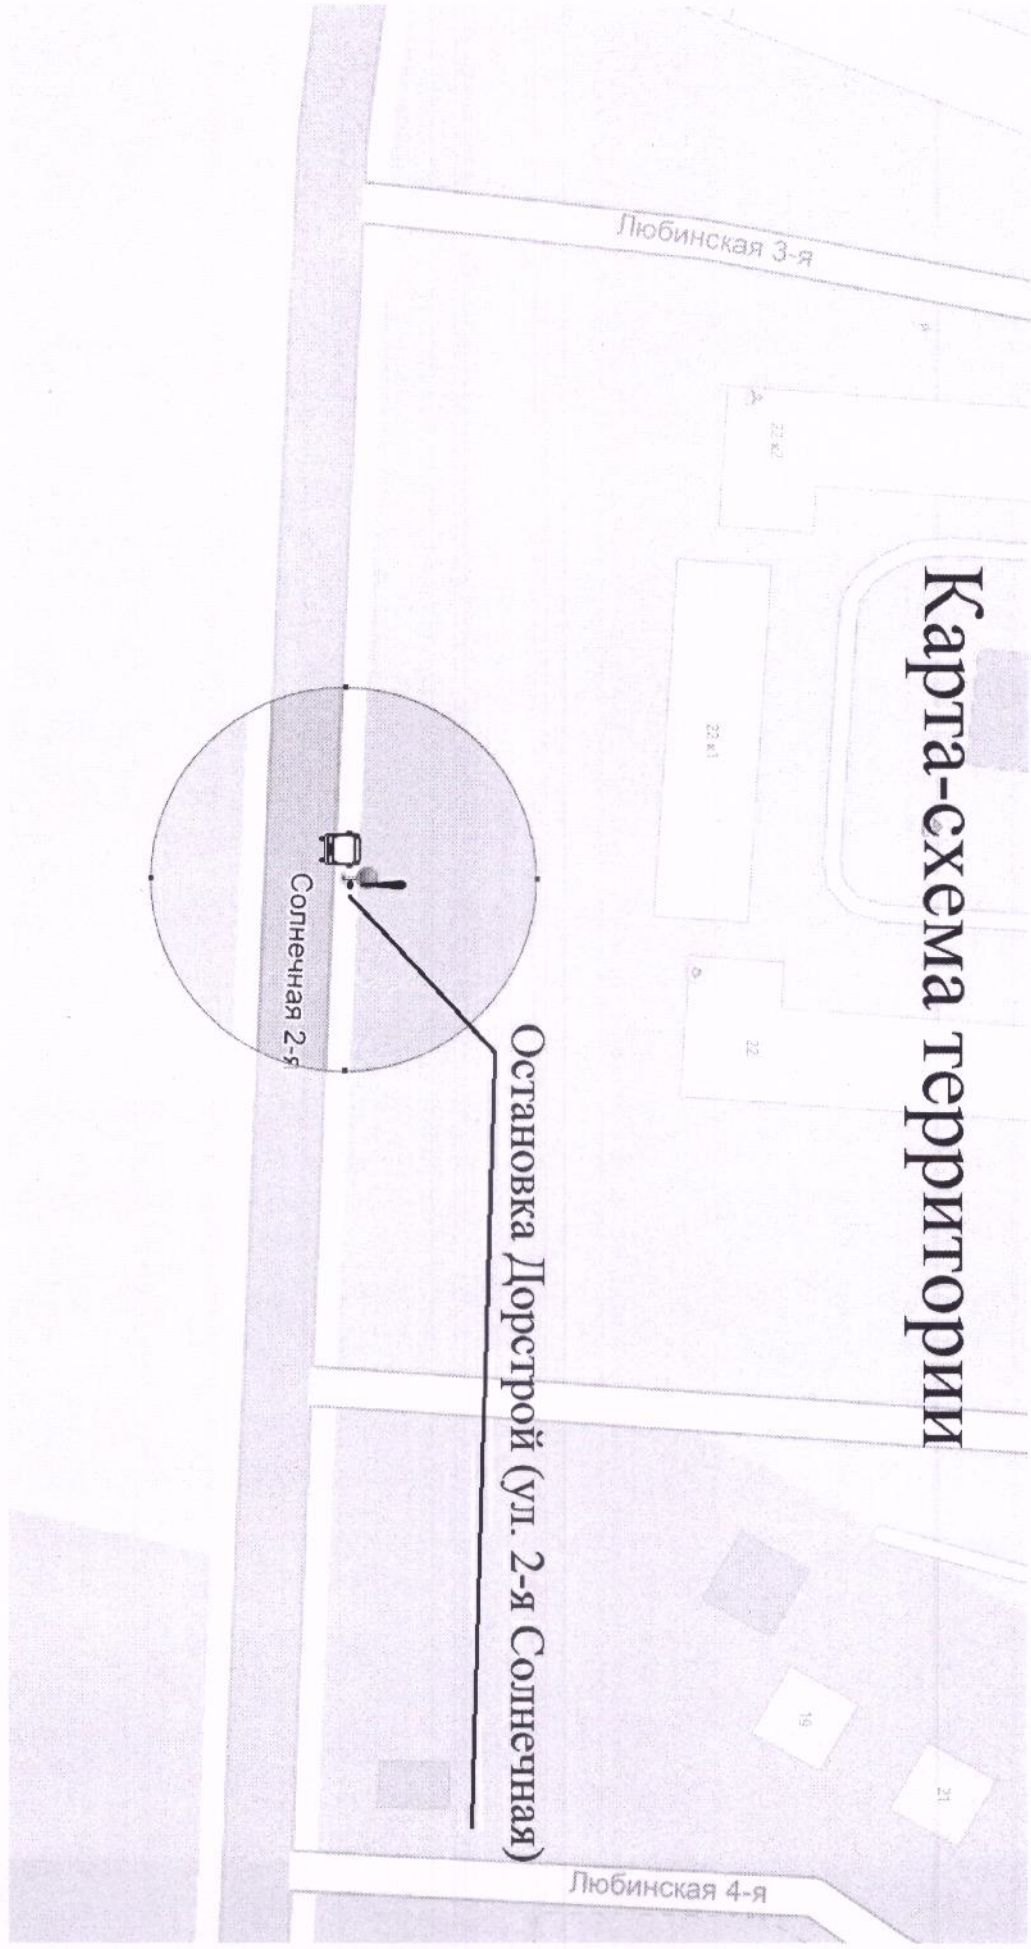 Карта-схема территории
Любинская 3-я
22 к2
22 к1
22
Остановка Дорстрой (ул. 2-я Солнечная)
Солнечная 2-я
19
21
Любинская 4-я